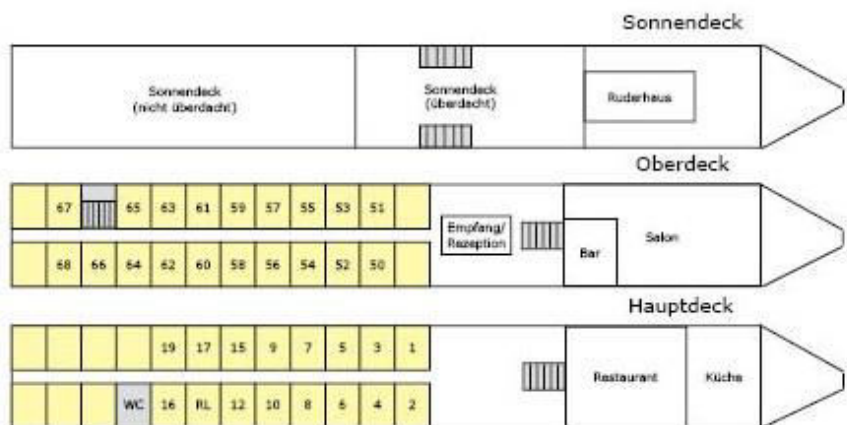 Sonnendeck
Sonnendeck
(nicht überdacht)
Sonnendeck
(überdacht)
Ruderhaus
Oberdeck
67 65 63 61 59 57 55 53 51
Empfang/
Rezeption
Bar
Salon
68 66 64 62 60 58 56 54 52 50
Hauptdeck
19 17 15 9 7 5 3 1
Restaurant
Küche
WC 16 RL 12 10 8 6 4 2